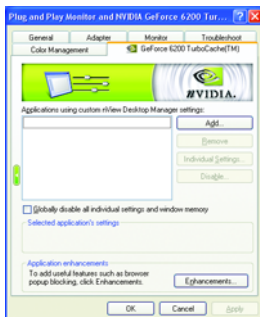 Plug and Play Monitor and NVIDIA GeForce 6200 Tur...
General Adapter Monitor Troubleshoot
Color Management GeForce 6200 TurboCache(TM)
NVIDIA.
Applications using custom nView Desktop Manager settings:
Add...
Remove
Individual Settings...
Disable...
Globally disable all individual settings and window memory
Selected application's settings
Application enhancements
To add useful features such as browser
popup blocking, click Enhancements.
Enhancements...
OK Cancel Apply